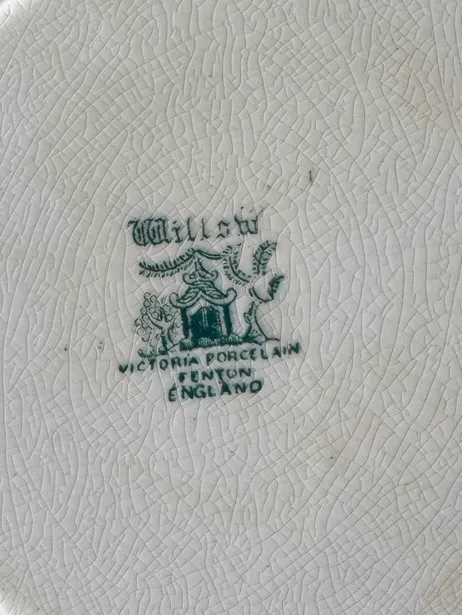 Willow
VICTORIA PORCELAIN
FENTON
ENGLAND